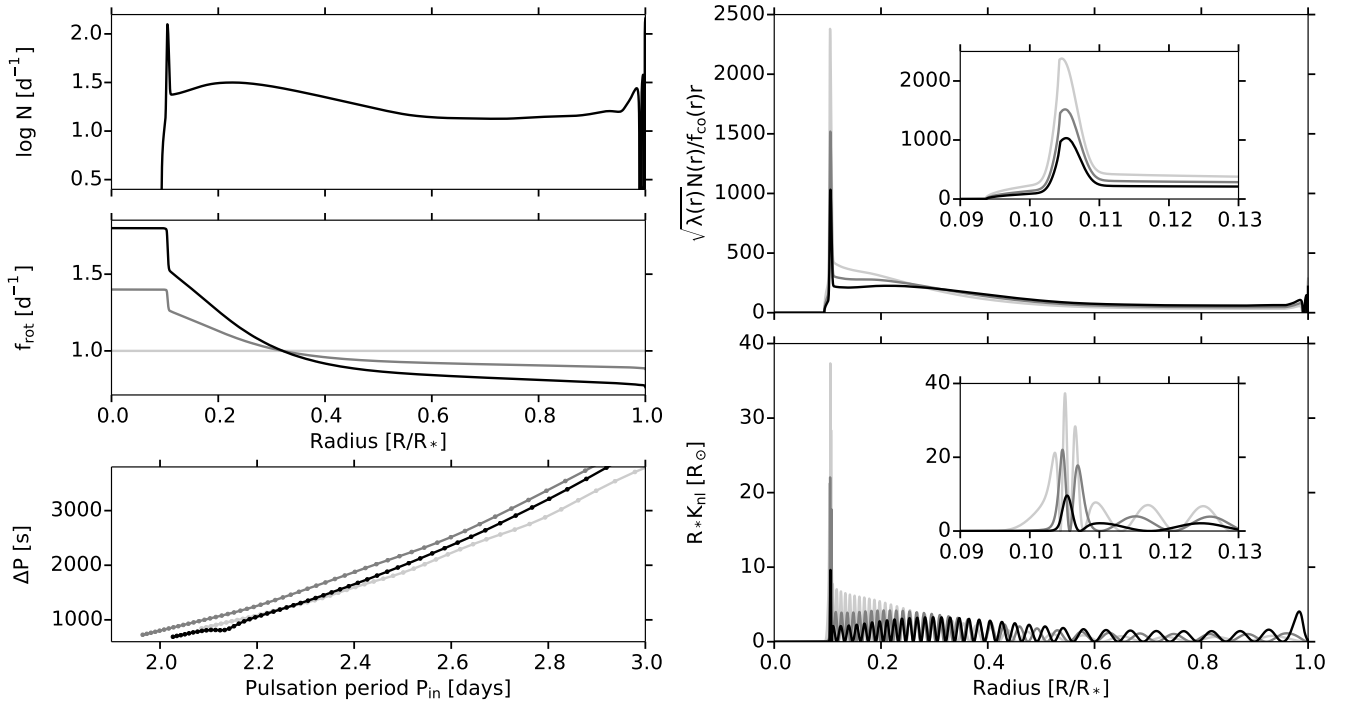 2.0
1.5
1.0
0.5
log N [d⁻¹]
1.5
1.0
f_rot [d⁻¹]
0.0 0.2 0.4 0.6 0.8 1.0
Radius [R/R*]
3000
2000
1000
ΔP [s]
2.0 2.2 2.4 2.6 2.8 3.0
Pulsation period P_in [days]
2500
2000
1500
1000
500
0
√λ(r) N(r)/f_co(r)r
2000
1000
0
0.09 0.10 0.11 0.12 0.13
40
30
20
10
0
R*K_nl [R_⊙]
40
20
0
0.09 0.10 0.11 0.12 0.13
0.0 0.2 0.4 0.6 0.8 1.0
Radius [R/R*]